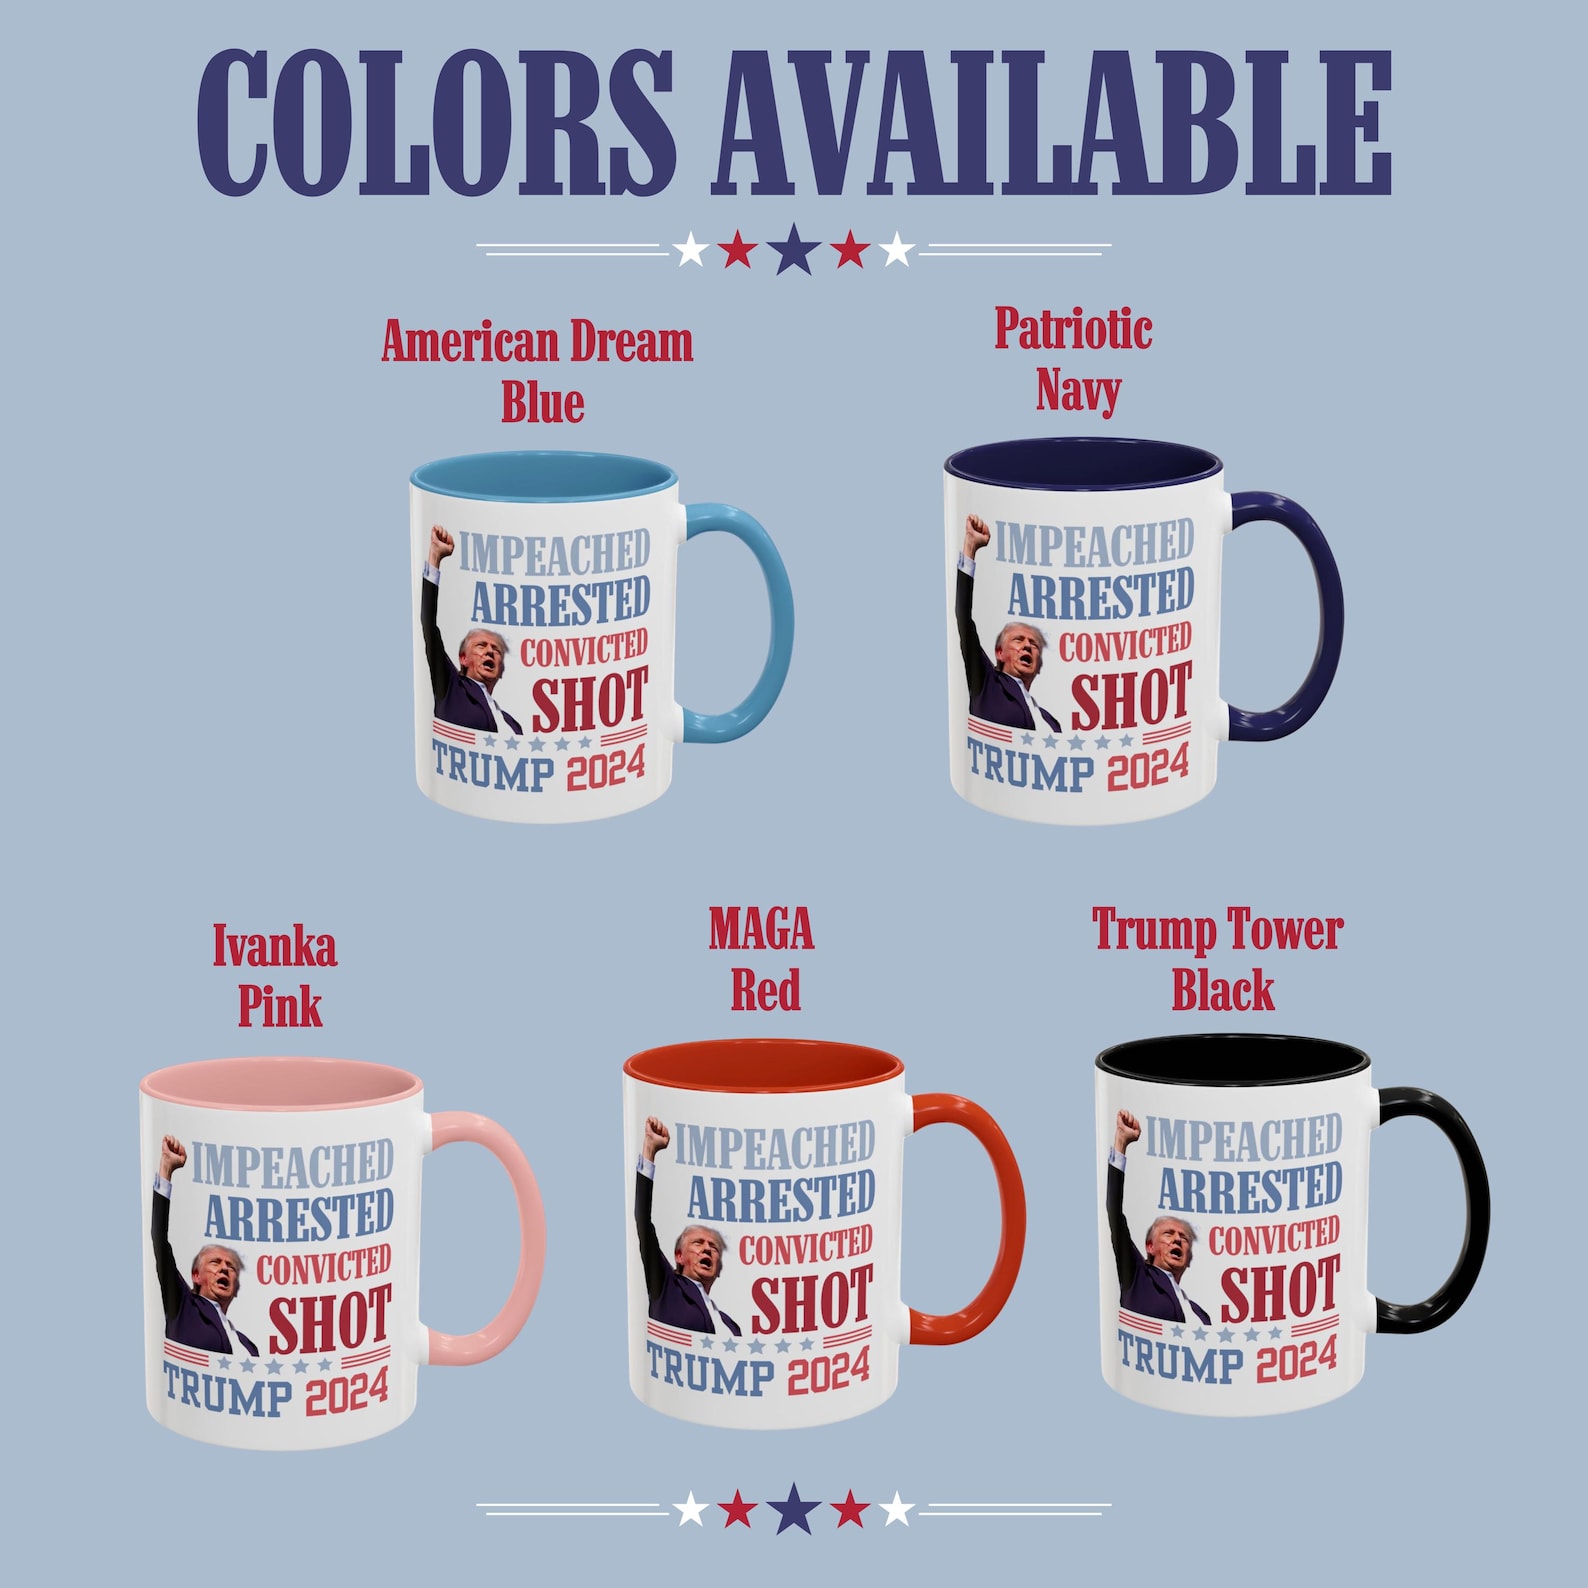 COLORS AVAILABLE
American Dream
Blue
IMPEACHED
ARRESTED
CONVICTED
SHOT
TRUMP 2024
Patriotic
Navy
IMPEACHED
ARRESTED
CONVICTED
SHOT
TRUMP 2024
Ivanka
Pink
IMPEACHED
ARRESTED
CONVICTED
SHOT
TRUMP 2024
MAGA
Red
IMPEACHED
ARRESTED
CONVICTED
SHOT
TRUMP 2024
Trump Tower
Black
IMPEACHED
ARRESTED
CONVICTED
SHOT
TRUMP 2024